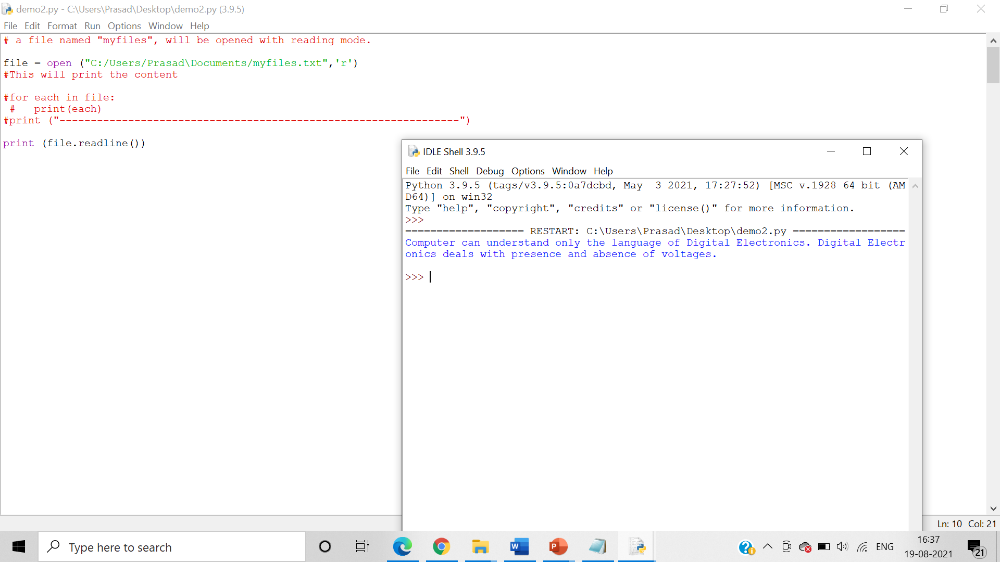 demo2.py - C:\Users\Prasad\Desktop\demo2.py (3.9.5)
File Edit Format Run Options Window Help
# a file named "myfiles", will be opened with reading mode.
file = open ("C:/Users/Prasad\Documents/myfiles.txt",'r')
#This will print the content
#for each in file:
 #   print(each)
#print ("----------------------------------------------------------------")
print (file.readline())
IDLE Shell 3.9.5
File Edit Shell Debug Options Window Help
Python 3.9.5 (tags/v3.9.5:0a7dcbd, May  3 2021, 17:27:52) [MSC v.1928 64 bit (AM
D64)] on win32
Type "help", "copyright", "credits" or "license()" for more information.
>>>
=================== RESTART: C:\Users\Prasad\Desktop\demo2.py ==================
Computer can understand only the language of Digital Electronics. Digital Electr
onics deals with presence and absence of voltages.
>>>
Ln: 10 Col: 21
Type here to search
W
P
ENG
16:37
19-08-2021
21